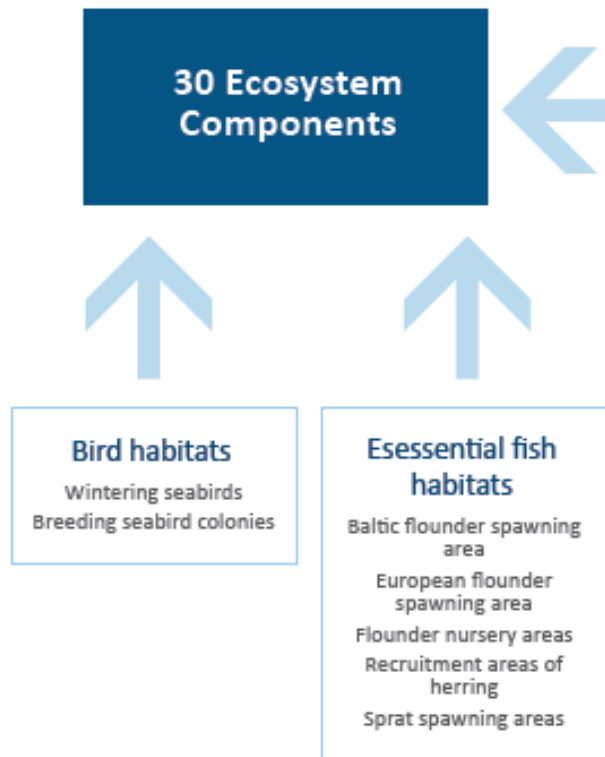 30 Ecosystem
Components
Bird habitats
Wintering seabirds
Breeding seabird colonies
Esessential fish
habitats
Baltic flounder spawning
area
European flounder
spawning area
Flounder nursery areas
Recruitment areas of
herring
Sprat spawning areas